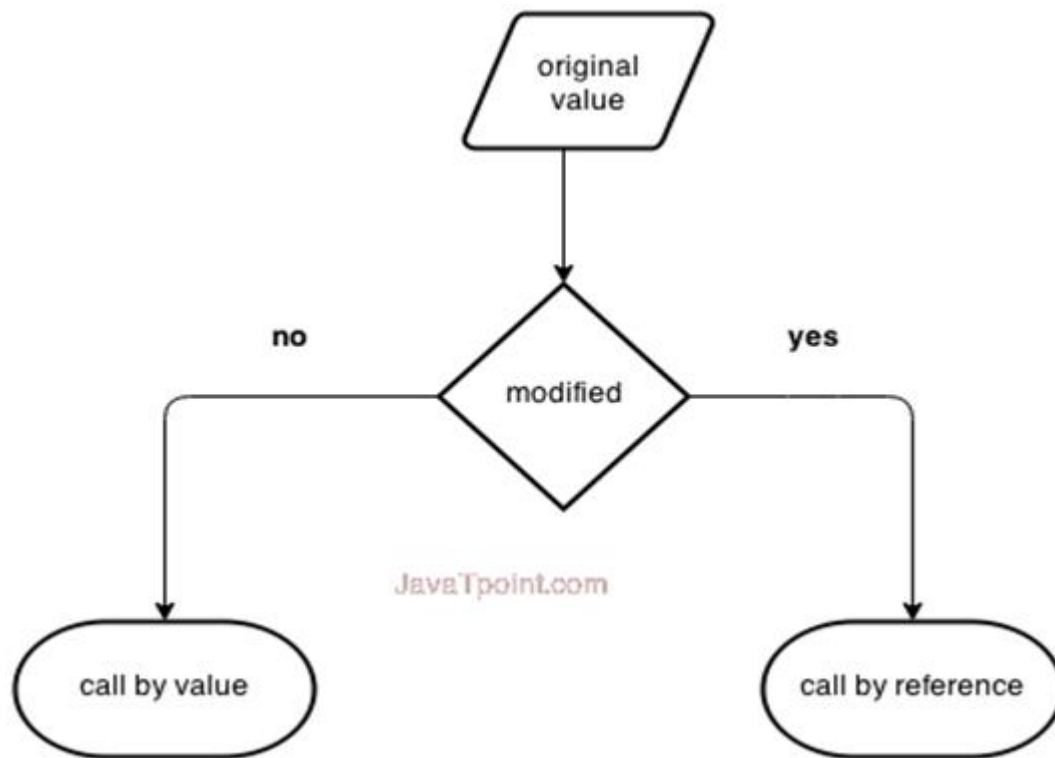 original
value
no
yes
modified
JavaTpoint.com
call by value
call by reference